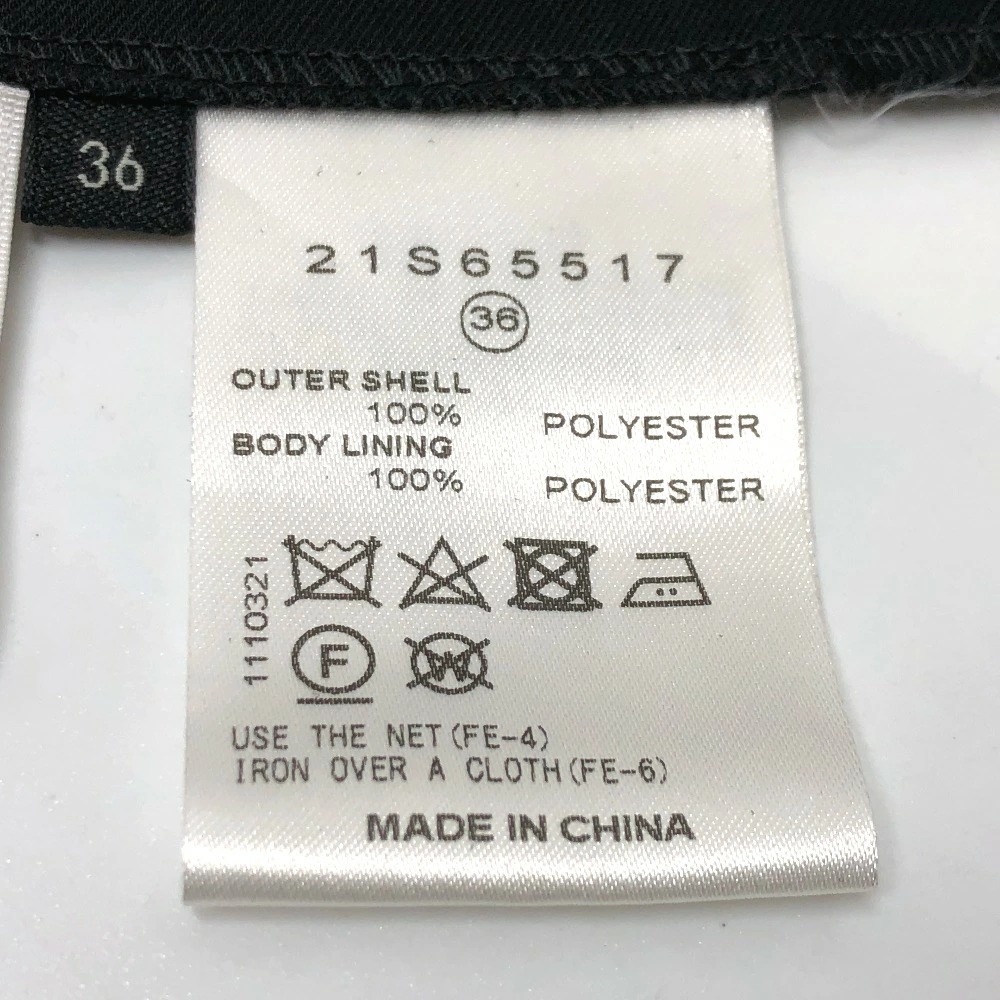 36
21S65517
36
OUTER SHELL
100% POLYESTER
BODY LINING
100% POLYESTER
1110321
F
W
USE THE NET(FE-4)
IRON OVER A CLOTH(FE-6)
MADE IN CHINA